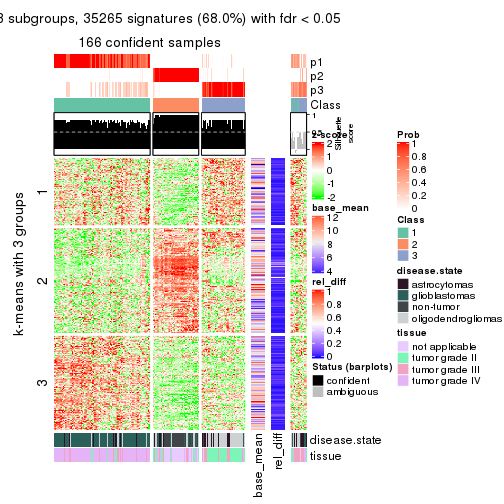 3 subgroups, 35265 signatures (68.0%) with fdr < 0.05
166 confident samples
p1
p2
p3
Class
1
0.5
Silhouette
score
z-score
2
1
0
-1
-2
base_mean
12
10
8
6
4
rel_diff
1
0.8
0.6
0.4
0.2
0
Status (barplots)
confident
ambiguous
Prob
1
0.8
0.6
0.4
0.2
0
Class
1
2
3
disease.state
astrocytomas
glioblastomas
non-tumor
oligodendrogliomas
tissue
not applicable
tumor grade II
tumor grade III
tumor grade IV
k-means with 3 groups
1
2
3
disease.state
tissue
base_mean
rel_diff